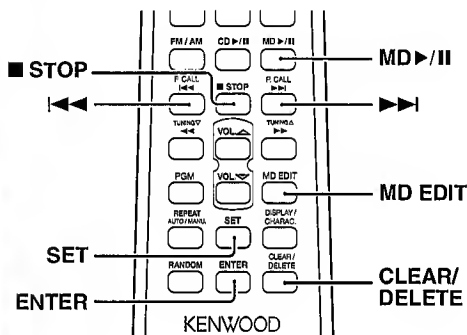 FM / AM CD ▶/II MD ▶/II
MD ▶/II
■ STOP
P. CALL ■ STOP P. CALL
|◀◀ ▶▶|
|◀◀ ▶▶|
TUNING ▽ VOL. TUNING △
◀◀ ▶▶
PGM VOL. MD EDIT
MD EDIT
REPEAT SET DISPLAY /
AUTO / MANU. CHARAC.
SET
RANDOM ENTER CLEAR /
DELETE
CLEAR/
DELETE
ENTER
KENWOOD